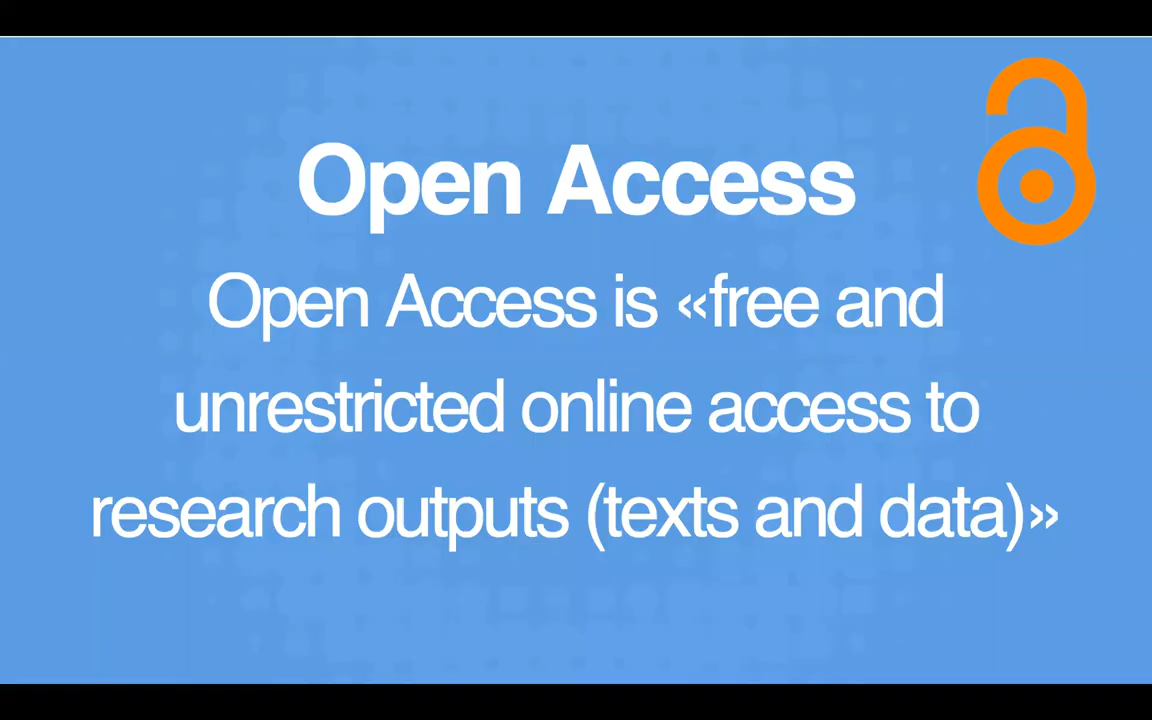 Open Access
Open Access is «free and
unrestricted online access to
research outputs (texts and data)»